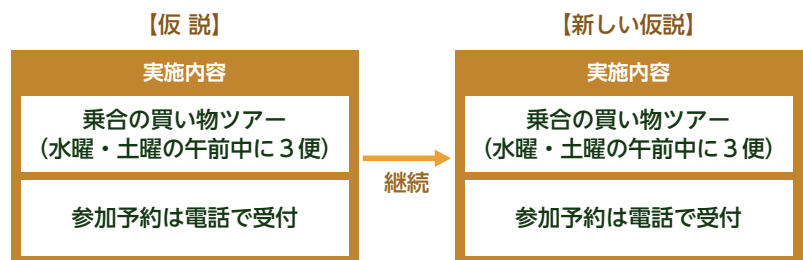 【仮 説】
実施内容
乗合の買い物ツアー
（水曜・土曜の午前中に３便）
参加予約は電話で受付
継続
【新しい仮説】
実施内容
乗合の買い物ツアー
（水曜・土曜の午前中に３便）
参加予約は電話で受付